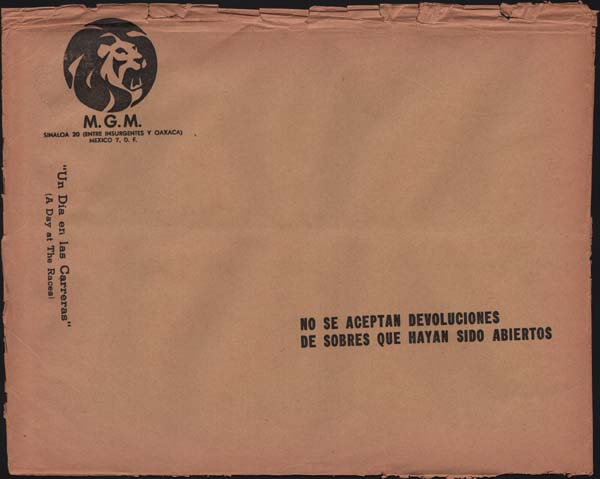 M.G.M.
SINALOA 20 (ENTRE INSURGENTES Y OAXACA)
MEXICO 7, D. F.
"Un Día en las Carreras"
(A Day at The Races)
NO SE ACEPTAN DEVOLUCIONES
DE SOBRES QUE HAYAN SIDO ABIERTOS